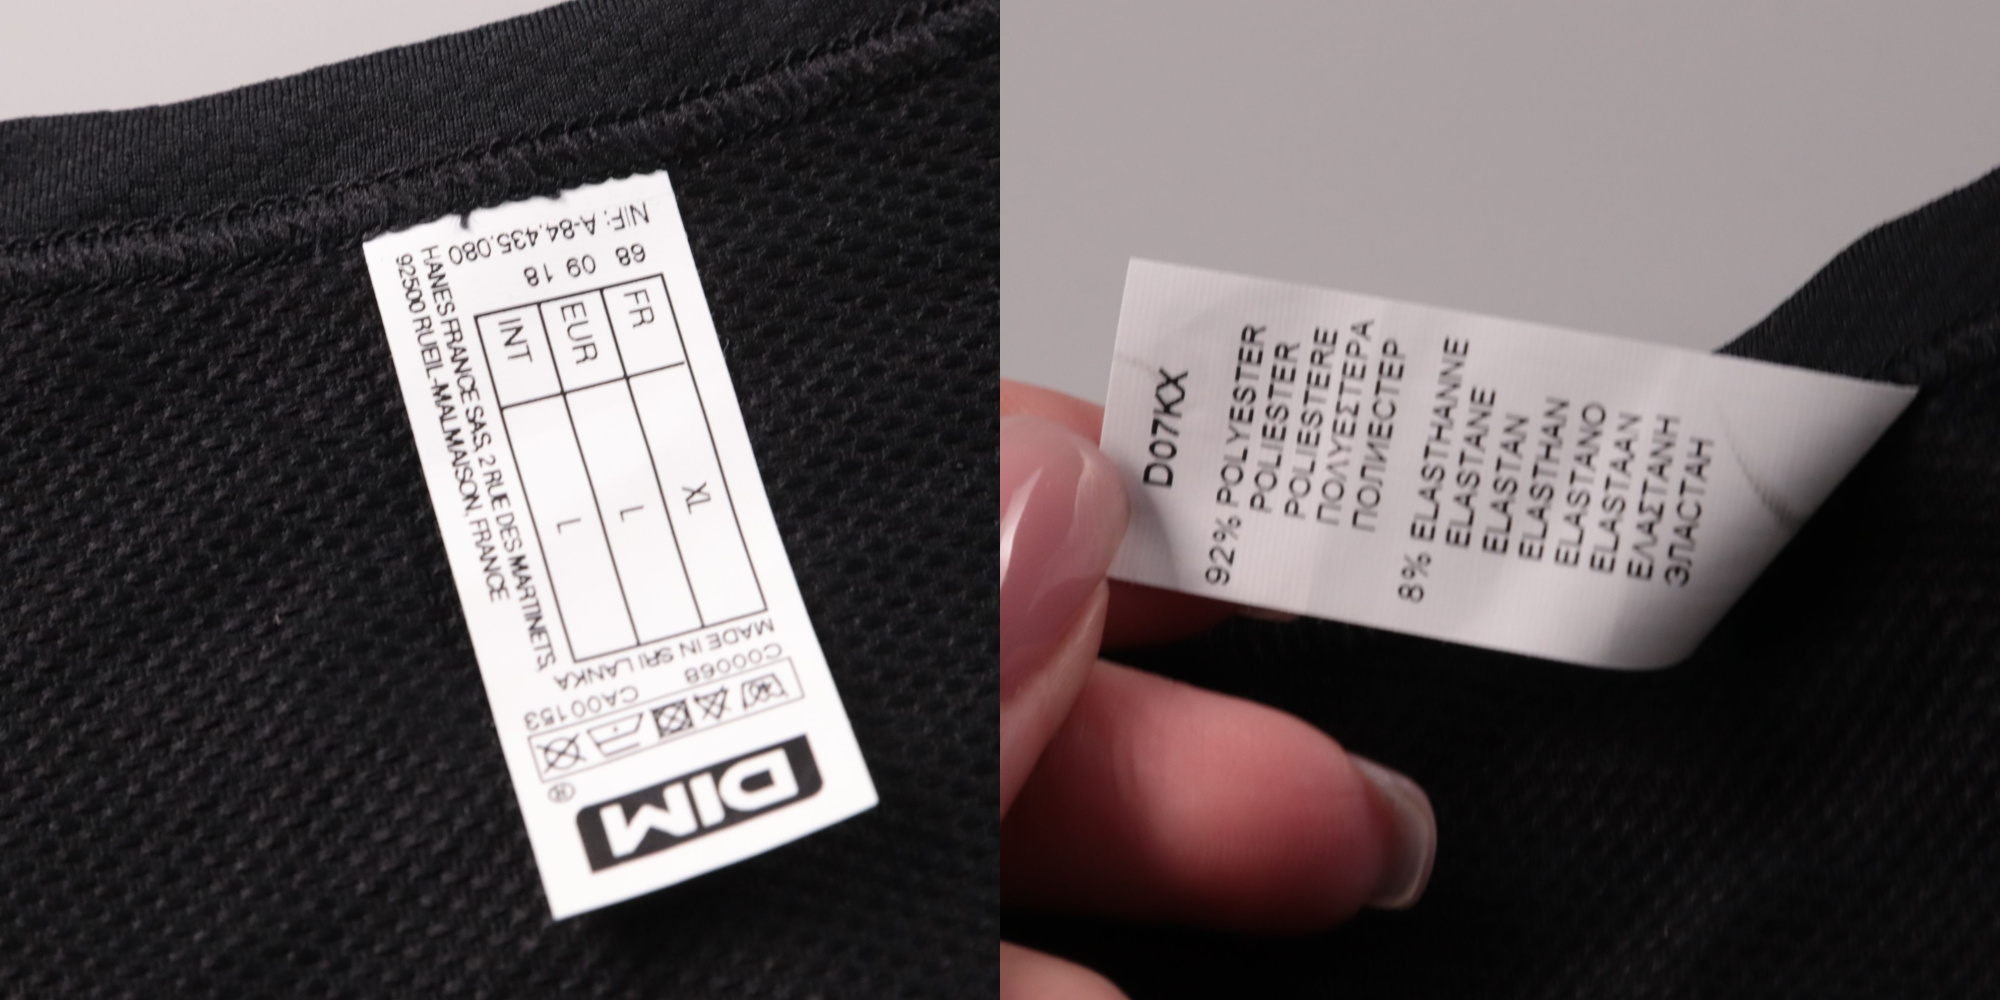 DIM
®
C00068 CA00153
MADE IN SRI LANKA
FR XL
EUR L
INT L
68 09 18
NIF: A-84.435.080
HANES FRANCE SAS, 2 RUE DES MARTINETS,
92500 RUEIL-MALMAISON, FRANCE
D07KX
92% POLYESTER
POLIESTER
POLIESTERE
ΠΟΛΥΕΣΤΕΡΑ
ПОЛИЕСТЕР
8% ELASTHANNE
ELASTANE
ELASTAN
ELASTHAN
ELASTANO
ELASTAAN
ΕΛΑΣΤΑΝΗ
ЭЛАСТАН